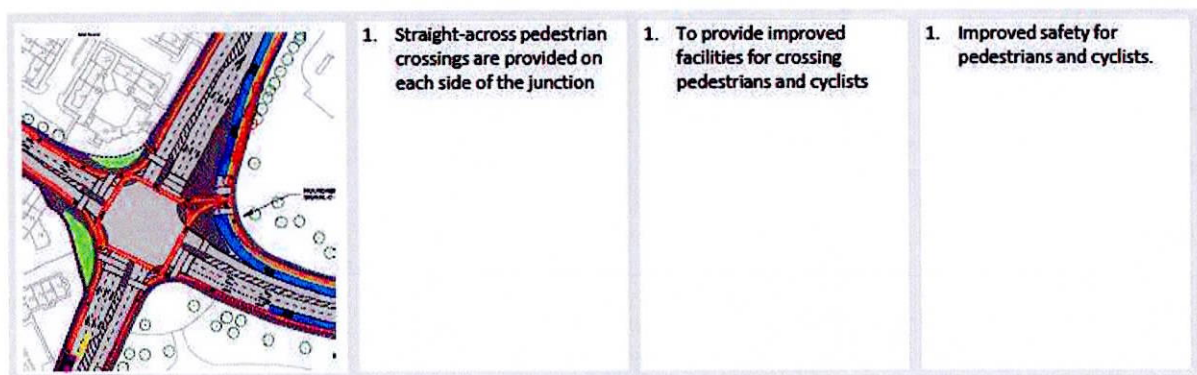 1. Straight-across pedestrian
crossings are provided on
each side of the junction
1. To provide improved
facilities for crossing
pedestrians and cyclists
1. Improved safety for
pedestrians and cyclists.